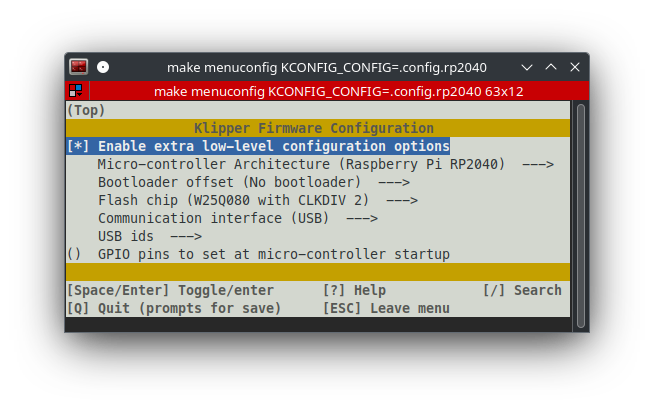 make menuconfig KCONFIG_CONFIG=.config.rp2040
make menuconfig KCONFIG_CONFIG=.config.rp2040 63x12
(Top)
Klipper Firmware Configuration
[*] Enable extra low-level configuration options
Micro-controller Architecture (Raspberry Pi RP2040)  --->
Bootloader offset (No bootloader)  --->
Flash chip (W25Q080 with CLKDIV 2)  --->
Communication interface (USB)  --->
USB ids  --->
()  GPIO pins to set at micro-controller startup
[Space/Enter] Toggle/enter      [?] Help            [/] Search
[Q] Quit (prompts for save)     [ESC] Leave menu